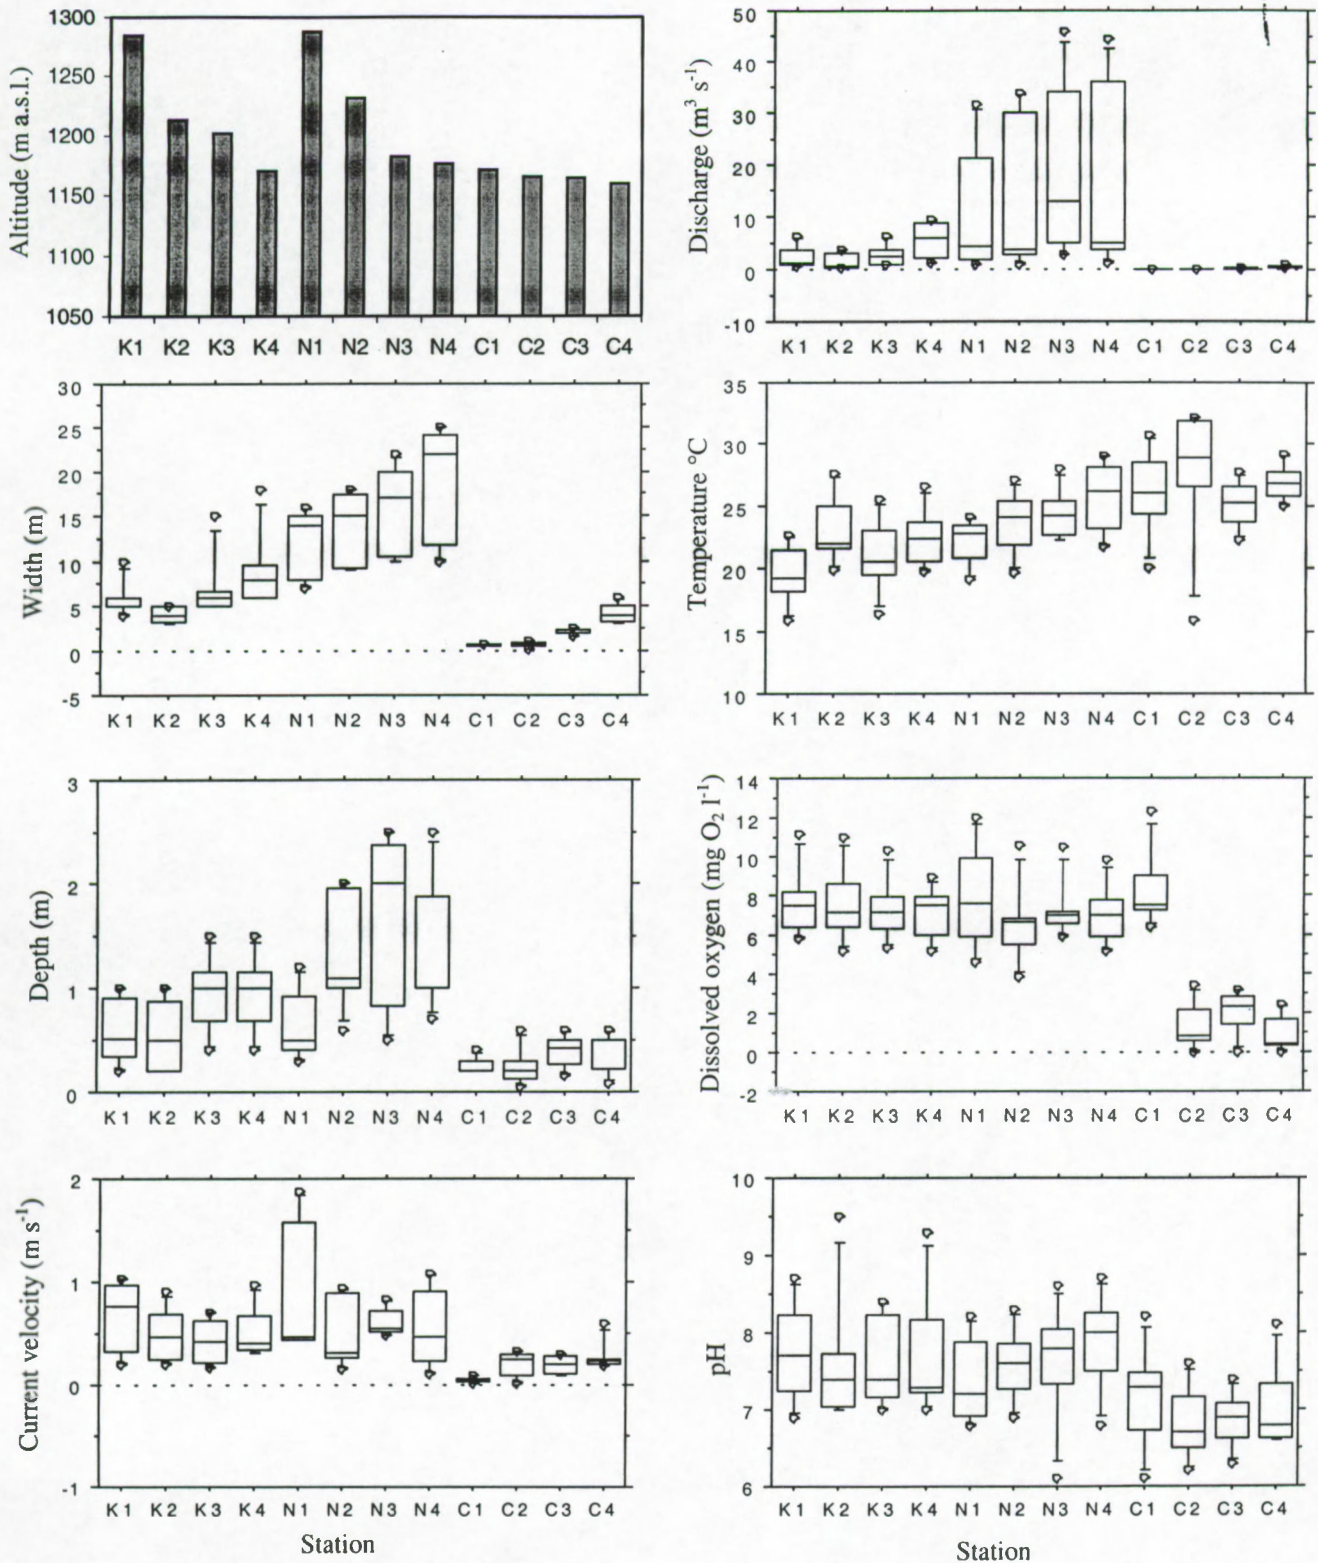 1300
1250
1200
1150
1100
1050
Altitude (m a.s.l.)
K1 K2 K3 K4 N1 N2 N3 N4 C1 C2 C3 C4
50
40
30
20
10
0
-10
Discharge (m³ s⁻¹)
K1 K2 K3 K4 N1 N2 N3 N4 C1 C2 C3 C4
30
25
20
15
10
5
0
-5
Width (m)
K1 K2 K3 K4 N1 N2 N3 N4 C1 C2 C3 C4
35
30
25
20
15
10
Temperature °C
K1 K2 K3 K4 N1 N2 N3 N4 C1 C2 C3 C4
3
2
1
0
Depth (m)
K1 K2 K3 K4 N1 N2 N3 N4 C1 C2 C3 C4
14
12
10
8
6
4
2
0
-2
Dissolved oxygen (mg O₂ l⁻¹)
K1 K2 K3 K4 N1 N2 N3 N4 C1 C2 C3 C4
2
1
0
-1
Current velocity (m s⁻¹)
K1 K2 K3 K4 N1 N2 N3 N4 C1 C2 C3 C4
Station
10
9
8
7
6
pH
K1 K2 K3 K4 N1 N2 N3 N4 C1 C2 C3 C4
Station